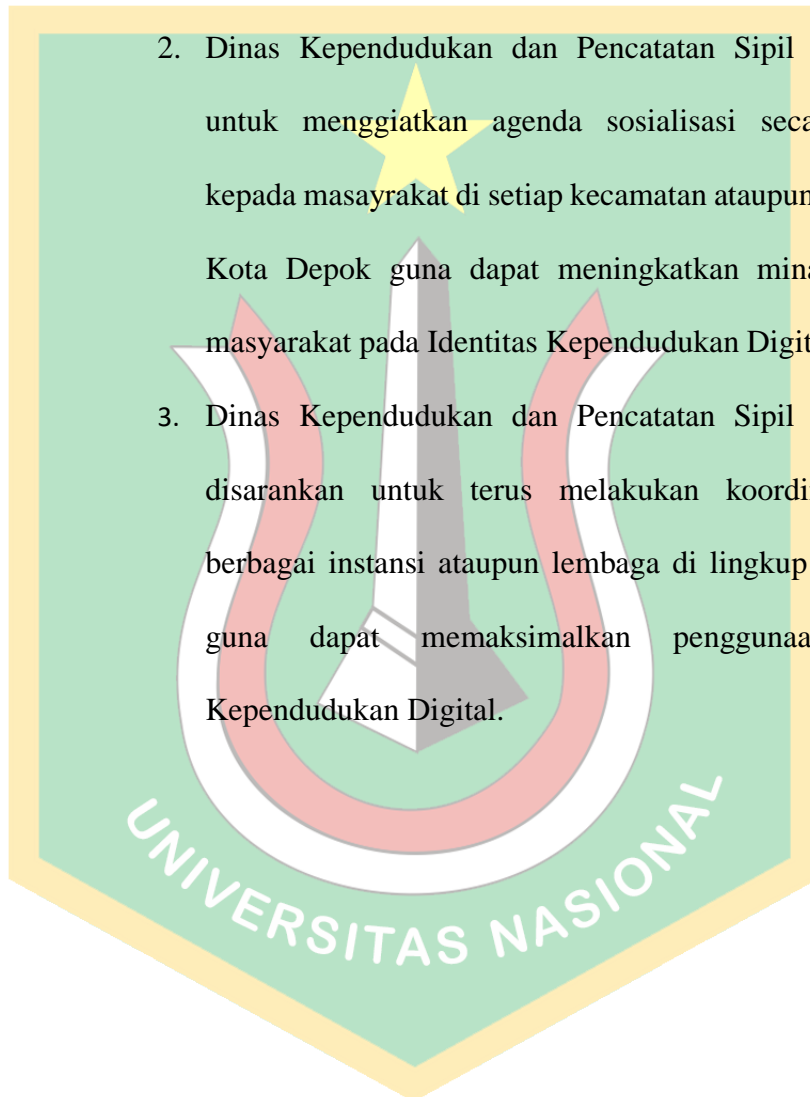 2. Dinas Kependudukan dan Pencatatan Sipil
untuk menggiatkan agenda sosialisasi seca
kepada masayrakat di setiap kecamatan ataupun
Kota Depok guna dapat meningkatkan mina
masyarakat pada Identitas Kependudukan Digit
3. Dinas Kependudukan dan Pencatatan Sipil
disarankan untuk terus melakukan koordi
berbagai instansi ataupun lembaga di lingkup
guna dapat memaksimalkan penggunaa
Kependudukan Digital.
UNIVERSITAS NASIONAL